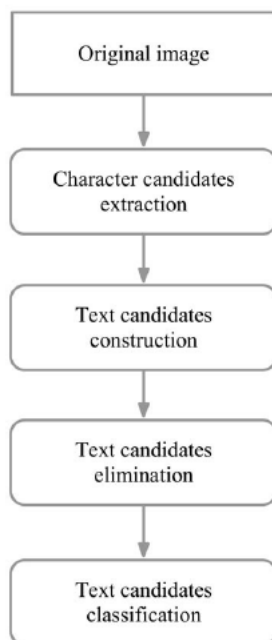 Original image
Character candidates
extraction
Text candidates
construction
Text candidates
elimination
Text candidates
classification